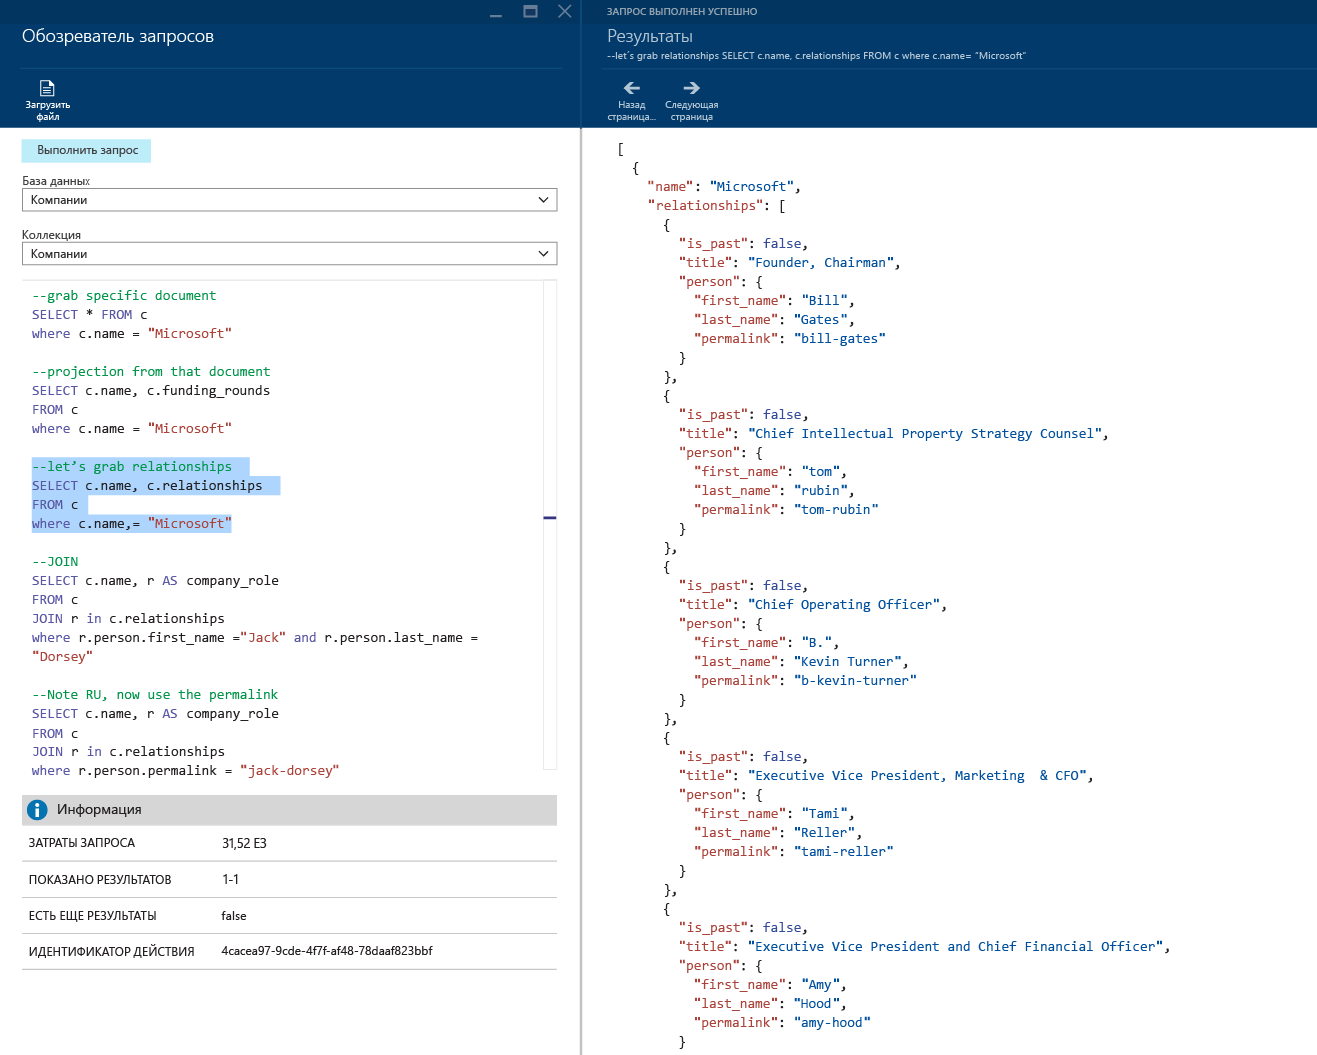 Обозреватель запросов
Загрузить
файл
Выполнить запрос
База данных
Компании
Коллекция
Компании
--grab specific document
SELECT * FROM c
where c.name = "Microsoft"
--projection from that document
SELECT c.name, c.funding_rounds
FROM c
where c.name = "Microsoft"
--let’s grab relationships
SELECT c.name, c.relationships
FROM c
where c.name,= "Microsoft"
--JOIN
SELECT c.name, r AS company_role
FROM c
JOIN r in c.relationships
where r.person.first_name ="Jack" and r.person.last_name =
"Dorsey"
--Note RU, now use the permalink
SELECT c.name, r AS company_role
FROM c
JOIN r in c.relationships
where r.person.permalink = "jack-dorsey"
Информация
ЗАТРАТЫ ЗАПРОСА 31,52 ЕЗ
ПОКАЗАНО РЕЗУЛЬТАТОВ 1-1
ЕСТЬ ЕЩЕ РЕЗУЛЬТАТЫ false
ИДЕНТИФИКАТОР ДЕЙСТВИЯ 4cacea97-9cde-4f7f-af48-78daaf823bbf
ЗАПРОС ВЫПОЛНЕН УСПЕШНО
Результаты
--let’s grab relationships SELECT c.name, c.relationships FROM c where c.name= “Microsoft”
Назад
страница...
Следующая
страница
[
{
"name": "Microsoft",
"relationships": [
{
"is_past": false,
"title": "Founder, Chairman",
"person": {
"first_name": "Bill",
"last_name": "Gates",
"permalink": "bill-gates"
}
},
{
"is_past": false,
"title": "Chief Intellectual Property Strategy Counsel",
"person": {
"first_name": "tom",
"last_name": "rubin",
"permalink": "tom-rubin"
}
},
{
"is_past": false,
"title": "Chief Operating Officer",
"person": {
"first_name": "B.",
"last_name": "Kevin Turner",
"permalink": "b-kevin-turner"
}
},
{
"is_past": false,
"title": "Executive Vice President, Marketing  & CFO",
"person": {
"first_name": "Tami",
"last_name": "Reller",
"permalink": "tami-reller"
}
},
{
"is_past": false,
"title": "Executive Vice President and Chief Financial Officer",
"person": {
"first_name": "Amy",
"last_name": "Hood",
"permalink": "amy-hood"
}